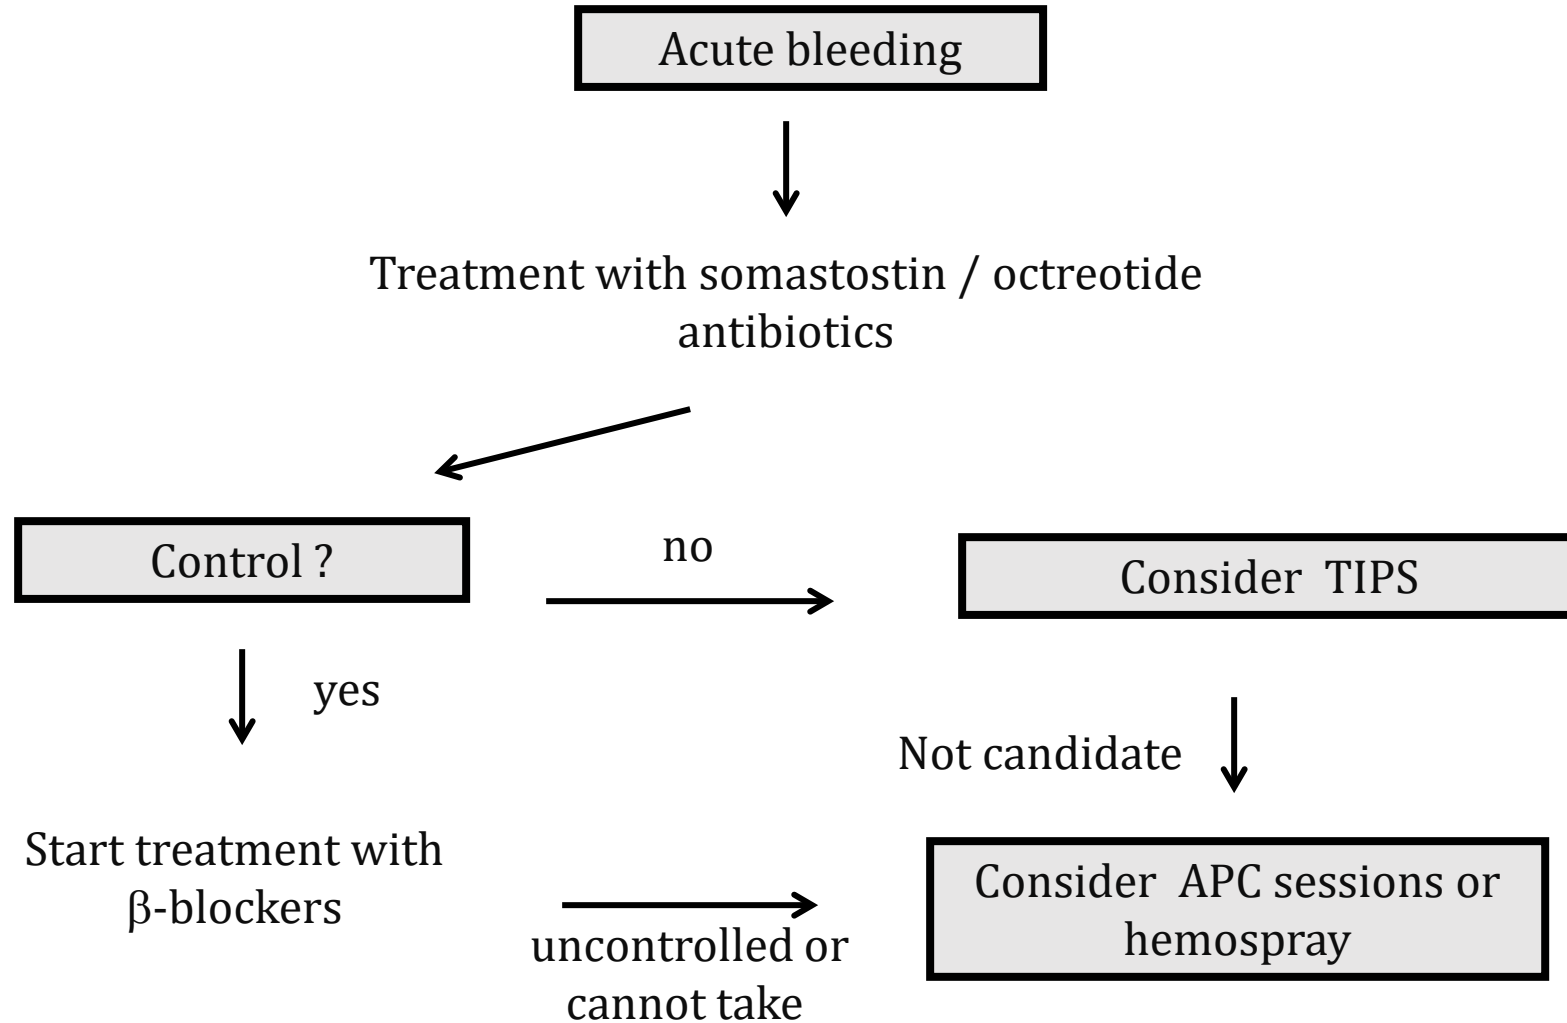 Acute bleeding
Treatment with somastostin / octreotide
antibiotics
Control ?
no
Consider TIPS
yes
Not candidate
Start treatment with
β-blockers
uncontrolled or
cannot take
Consider APC sessions or
hemospray